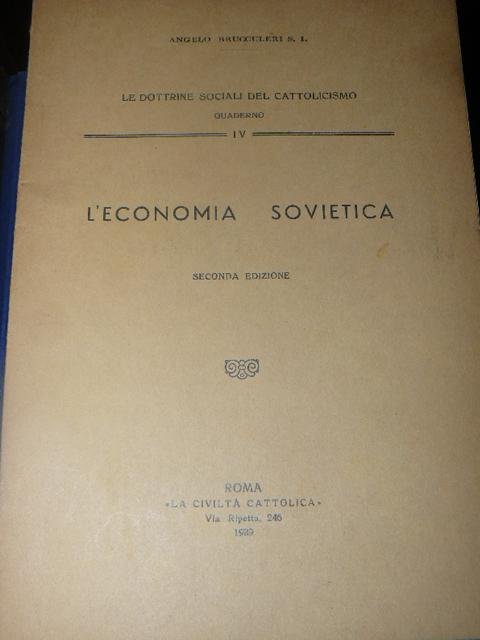 ANGELO BRUCCULERI S. I.
LE DOTTRINE SOCIALI DEL CATTOLICISMO
QUADERNO
IV
L'ECONOMIA SOVIETICA
SECONDA EDIZIONE
ROMA
«LA CIVILTÀ CATTOLICA»
Via Ripetta, 246
1939